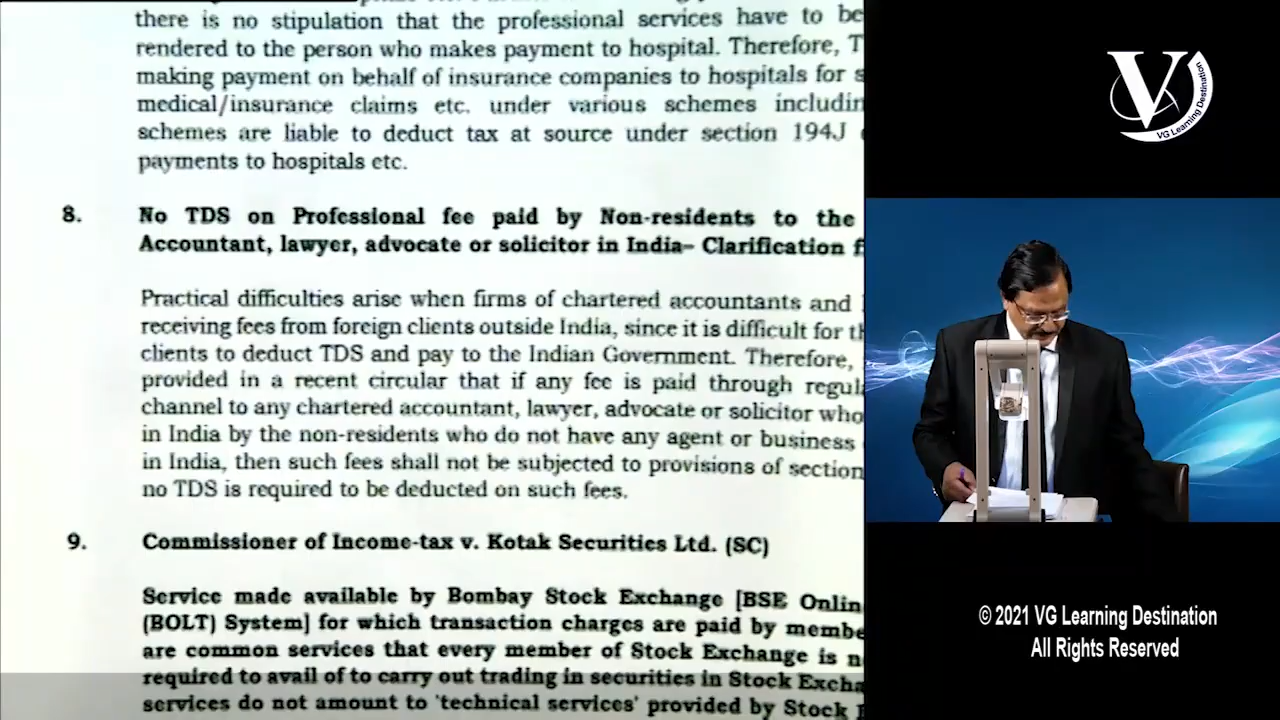 there is no stipulation that the professional services have to be
rendered to the person who makes payment to hospital. Therefore, T
making payment on behalf of insurance companies to hospitals for s
medical/insurance claims etc. under various schemes includin
schemes are liable to deduct tax at source under section 194J
payments to hospitals etc.
8. No TDS on Professional fee paid by Non-residents to the
Accountant, lawyer, advocate or solicitor in India– Clarification f
Practical difficulties arise when firms of chartered accountants and
receiving fees from foreign clients outside India, since it is difficult for th
clients to deduct TDS and pay to the Indian Government. Therefore,
provided in a recent circular that if any fee is paid through regul
channel to any chartered accountant, lawyer, advocate or solicitor who
in India by the non-residents who do not have any agent or business
in India, then such fees shall not be subjected to provisions of section
no TDS is required to be deducted on such fees.
9. Commissioner of Income-tax v. Kotak Securities Ltd. (SC)
Service made available by Bombay Stock Exchange [BSE Onlin
(BOLT) System] for which transaction charges are paid by membe
are common services that every member of Stock Exchange is n
required to avail of to carry out trading in securities in Stock Excha
services do not amount to 'technical services' provided by Stock
V
VG Learning Destination
© 2021 VG Learning Destination
All Rights Reserved